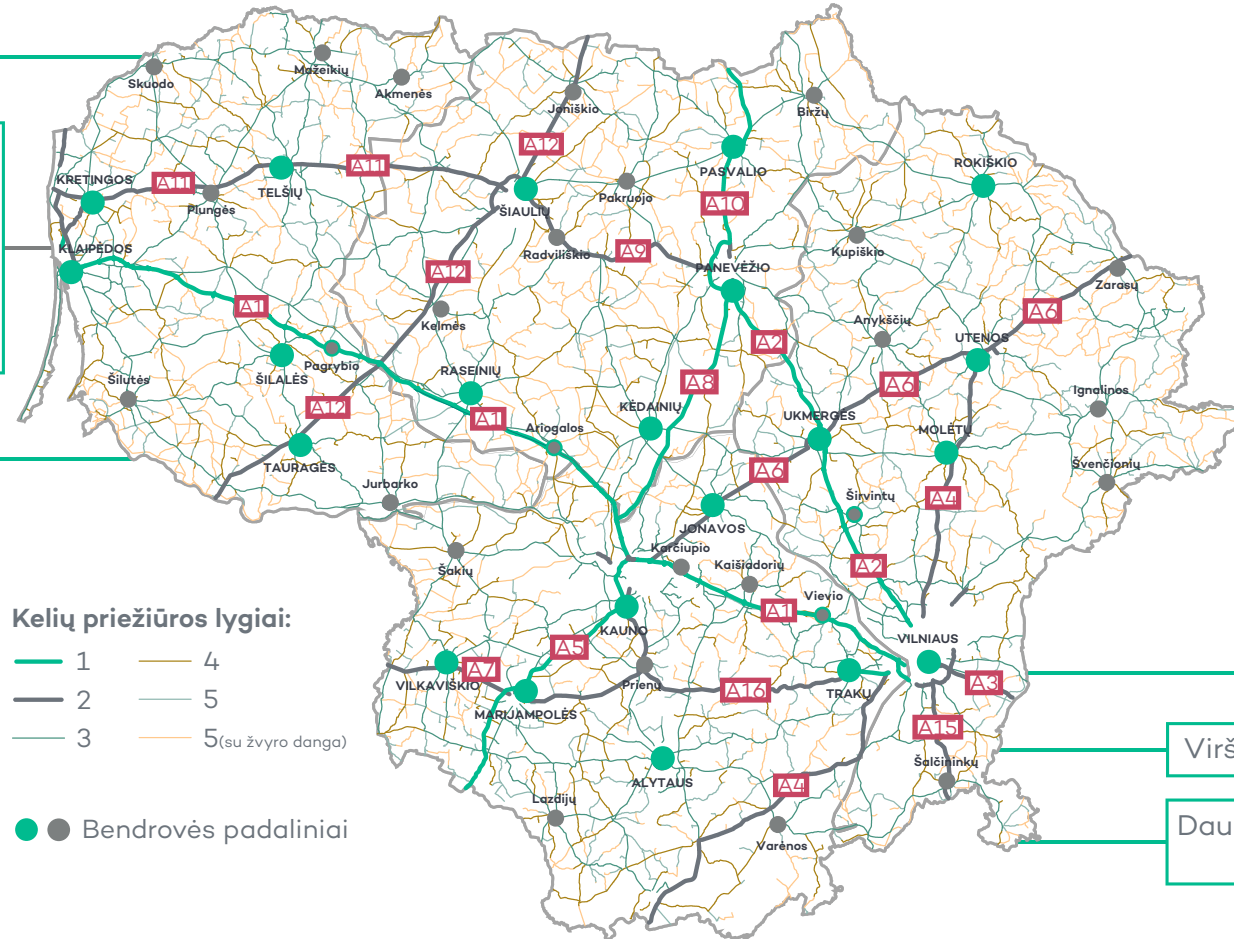 Skuodo
Mažeikių
Akmenės
Joniškio
Biržų
A12
KRETINGOS
A11
Plungės
TELŠIŲ
A11
ŠIAULIŲ
Pakruojo
PASVALIO
A10
ROKIŠKIO
KLAIPĖDOS
Radviliškio
A9
Kupiškio
A12
PANEVĖŽIO
Zarasų
A1
Kelmės
A6
Anykščių
A2
UTENOS
Pagrybio
ŠILALĖS
RASEINIŲ
Šilutės
A8
A6
Ignalinos
A12
A1
KĖDAINIŲ
UKMERGĖS
MOLĖTŲ
Ariogalos
TAURAGĖS
A6
Švenčionių
Jurbarko
A4
Širvintų
JONAVOS
Karčiupio
Kaišiadorių
A2
Šakių
Vievio
A1
KAUNO
VILNIAUS
A5
A7
VILKAVIŠKIO
Prienų
A16
TRAKŲ
A3
MARIJAMPOLĖS
A15
Šalčininkų
ALYTAUS
A4
Lazdijų
Varėnos
Kelių priežiūros lygiai:
1 4
2 5
3 5(su žvyro danga)
Bendrovės padaliniai
Virš
Dau